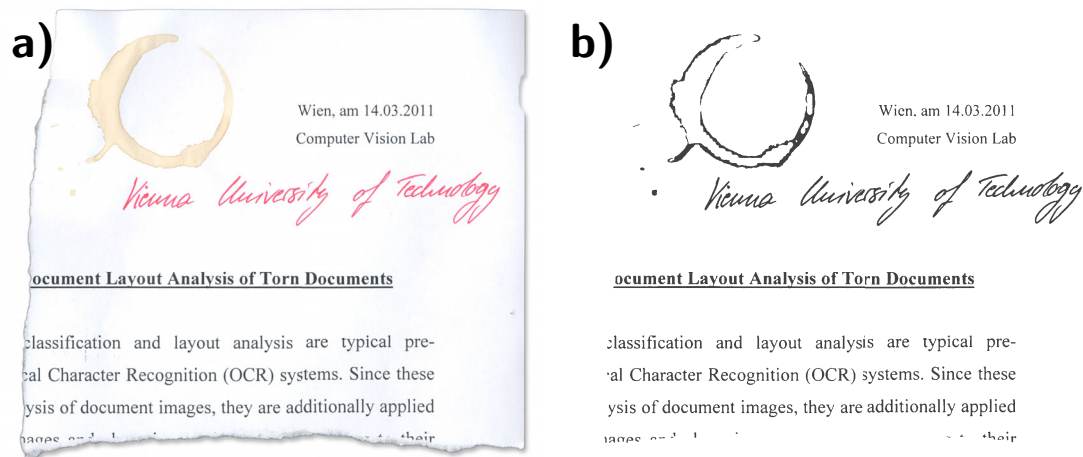 a)
Wien, am 14.03.2011
Computer Vision Lab
Vienna University of Technology
ocument Layout Analysis of Torn Documents
classification and layout analysis are typical pre-
cal Character Recognition (OCR) systems. Since these
ysis of document images, they are additionally applied
their
b)
Wien, am 14.03.2011
Computer Vision Lab
Vienna University of Technology
ocument Layout Analysis of Torn Documents
classification and layout analysis are typical pre-
al Character Recognition (OCR) systems. Since these
ysis of document images, they are additionally applied
their